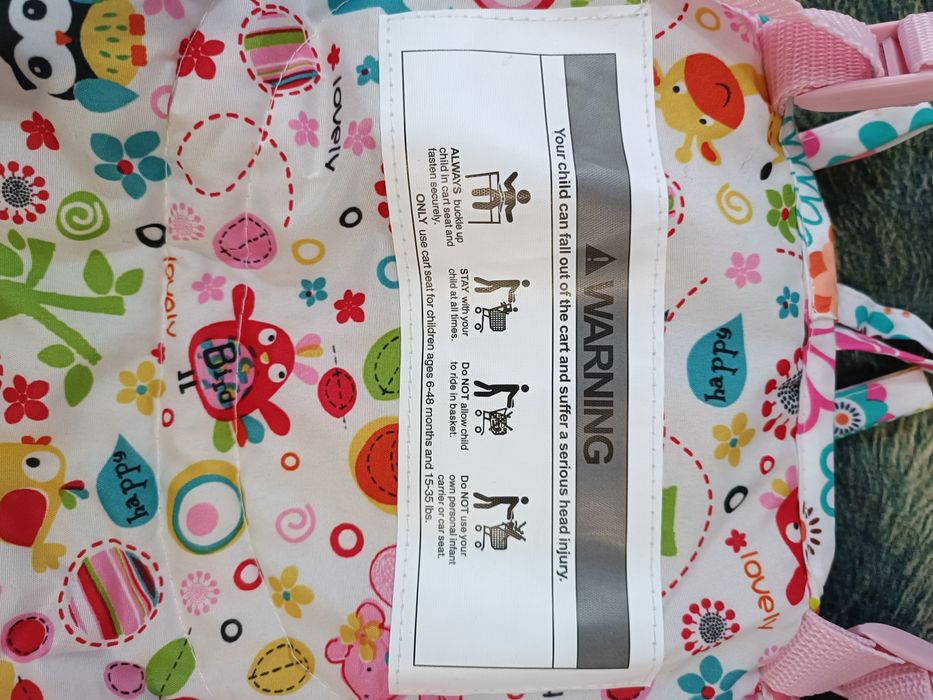 WARNING
Your child can fall out of the cart and suffer a serious head injury.
ALWAYS buckle up
child in cart seat and
fasten securely.
STAY with your
child at all times.
Do NOT allow child
to ride in basket.
Do NOT use your
own personal infant
carrier or car seat.
ONLY use cart seat for children ages 6-48 months and 15-35 lbs.
lovely
happy
lovely
lovely
Bird
11
happy